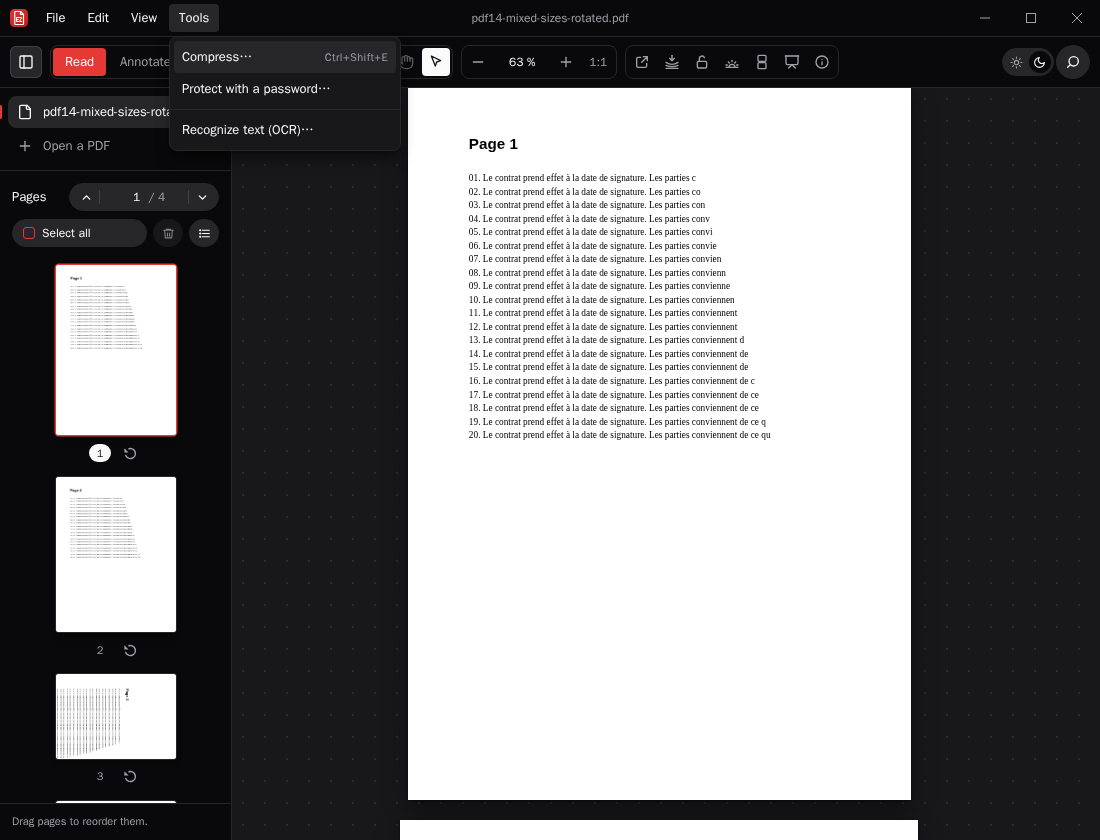 File Edit View Tools pdf14-mixed-sizes-rotated.pdf
Read Annotate 63 % 1:1
Compress··· Ctrl+Shift+E
Protect with a password···
Recognize text (OCR)···
pdf14-mixed-sizes-rota
Open a PDF
Pages 1 / 4
Select all
Page 1
1
Page 2
2
3
Drag pages to reorder them.
Page 1
01. Le contrat prend effet à la date de signature. Les parties c
02. Le contrat prend effet à la date de signature. Les parties co
03. Le contrat prend effet à la date de signature. Les parties con
04. Le contrat prend effet à la date de signature. Les parties conv
05. Le contrat prend effet à la date de signature. Les parties convi
06. Le contrat prend effet à la date de signature. Les parties convie
07. Le contrat prend effet à la date de signature. Les parties convien
08. Le contrat prend effet à la date de signature. Les parties convienn
09. Le contrat prend effet à la date de signature. Les parties convienne
10. Le contrat prend effet à la date de signature. Les parties conviennen
11. Le contrat prend effet à la date de signature. Les parties conviennent
12. Le contrat prend effet à la date de signature. Les parties conviennent
13. Le contrat prend effet à la date de signature. Les parties conviennent d
14. Le contrat prend effet à la date de signature. Les parties conviennent de
15. Le contrat prend effet à la date de signature. Les parties conviennent de
16. Le contrat prend effet à la date de signature. Les parties conviennent de c
17. Le contrat prend effet à la date de signature. Les parties conviennent de ce
18. Le contrat prend effet à la date de signature. Les parties conviennent de ce
19. Le contrat prend effet à la date de signature. Les parties conviennent de ce q
20. Le contrat prend effet à la date de signature. Les parties conviennent de ce qu